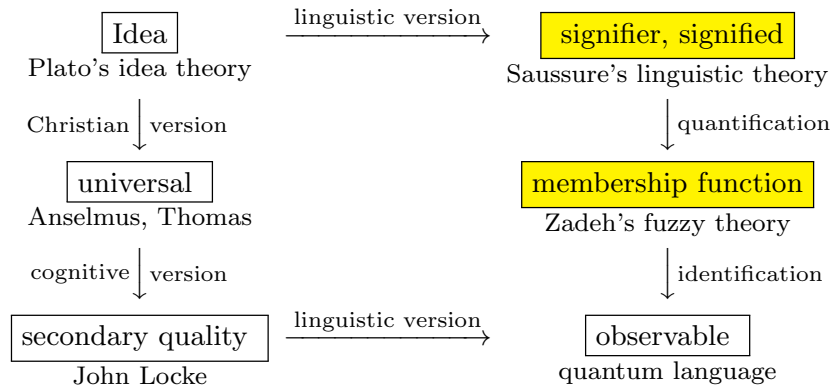 Idea
linguistic version
signifier, signified
Plato's idea theory
Saussure's linguistic theory
Christian version
quantification
universal
membership function
Anselmus, Thomas
Zadeh's fuzzy theory
cognitive version
identification
secondary quality
linguistic version
observable
John Locke
quantum language